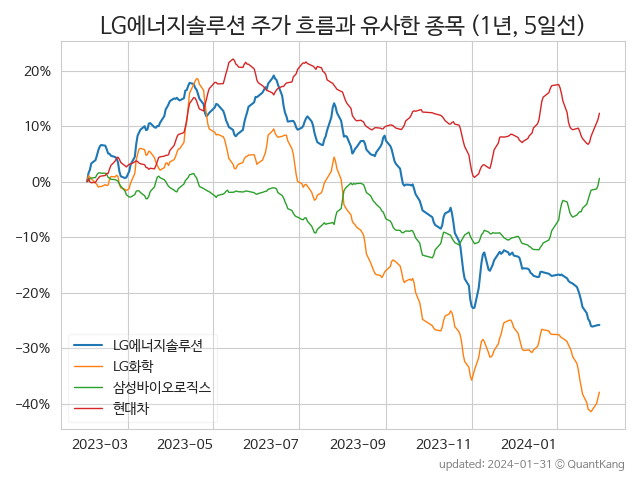 LG에너지솔루션 주가 흐름과 유사한 종목 (1년, 5일선)
20%
10%
0%
−10%
−20%
−30%
−40%
LG에너지솔루션
LG화학
삼성바이오로직스
현대차
2023-03 2023-05 2023-07 2023-09 2023-11 2024-01
updated: 2024-01-31 © QuantKang